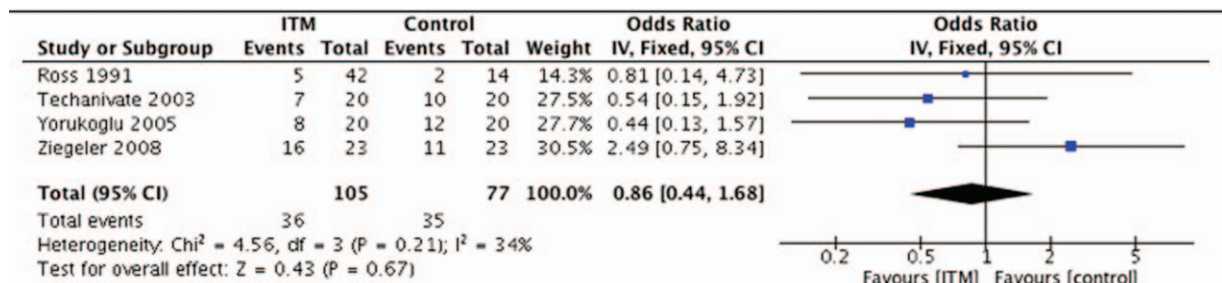 ITM Control Odds Ratio Odds Ratio
Study or Subgroup Events Total Events Total Weight IV, Fixed, 95% CI IV, Fixed, 95% CI
Ross 1991 5 42 2 14 14.3% 0.81 [0.14, 4.73]
Techanivate 2003 7 20 10 20 27.5% 0.54 [0.15, 1.92]
Yorukoglu 2005 8 20 12 20 27.7% 0.44 [0.13, 1.57]
Ziegeler 2008 16 23 11 23 30.5% 2.49 [0.75, 8.34]
Total (95% CI) 105 77 100.0% 0.86 [0.44, 1.68]
Total events 36 35
Heterogeneity: Chi² = 4.56, df = 3 (P = 0.21); I² = 34%
Test for overall effect: Z = 0.43 (P = 0.67)
0.2 0.5 1 2 5
Favours [ITM] Favours [control]